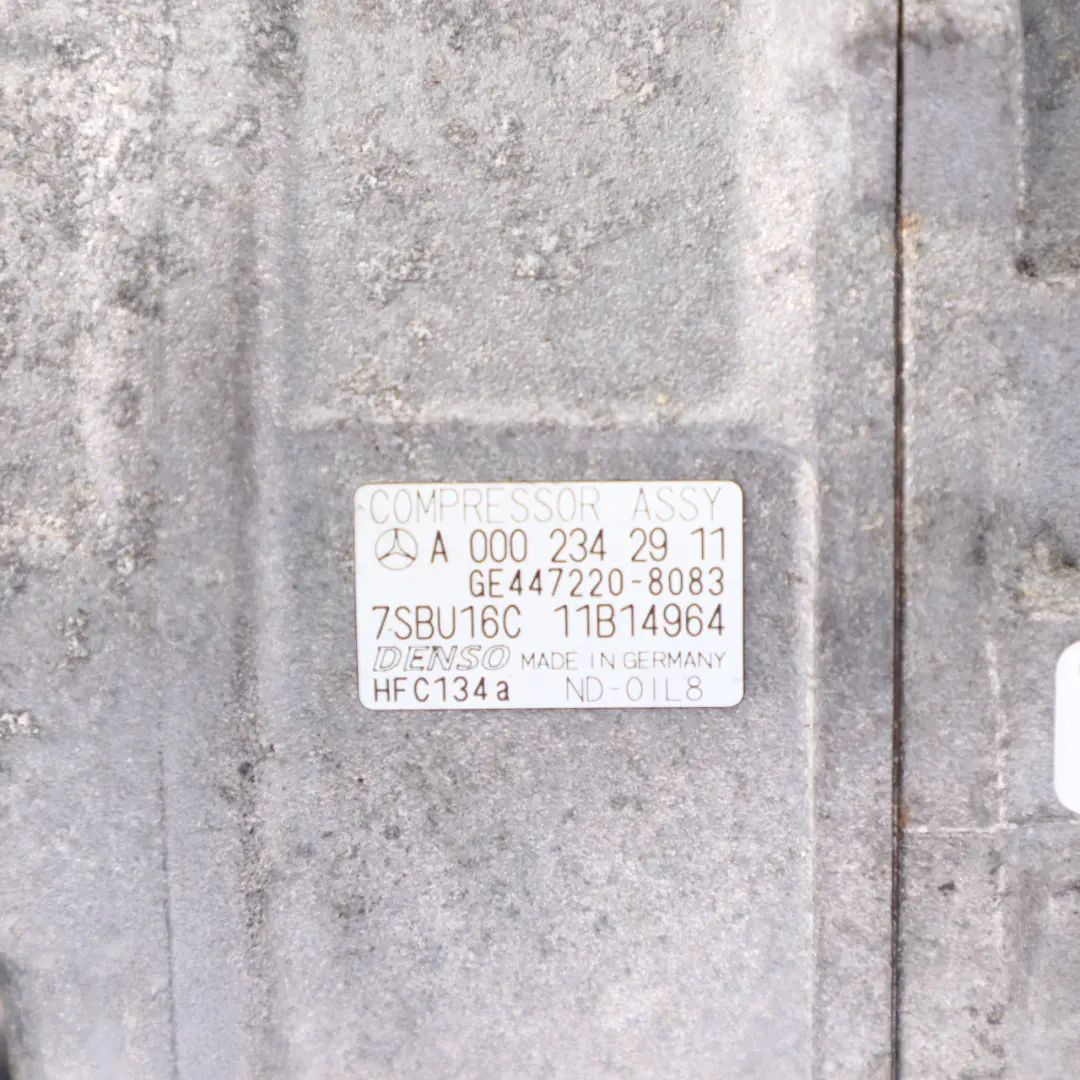 COMPRESSOR ASSY
A 000 234 29 11
GE447220-8083
7SBU16C 11B14964
DENSO MADE IN GERMANY
HFC134a ND-OIL8